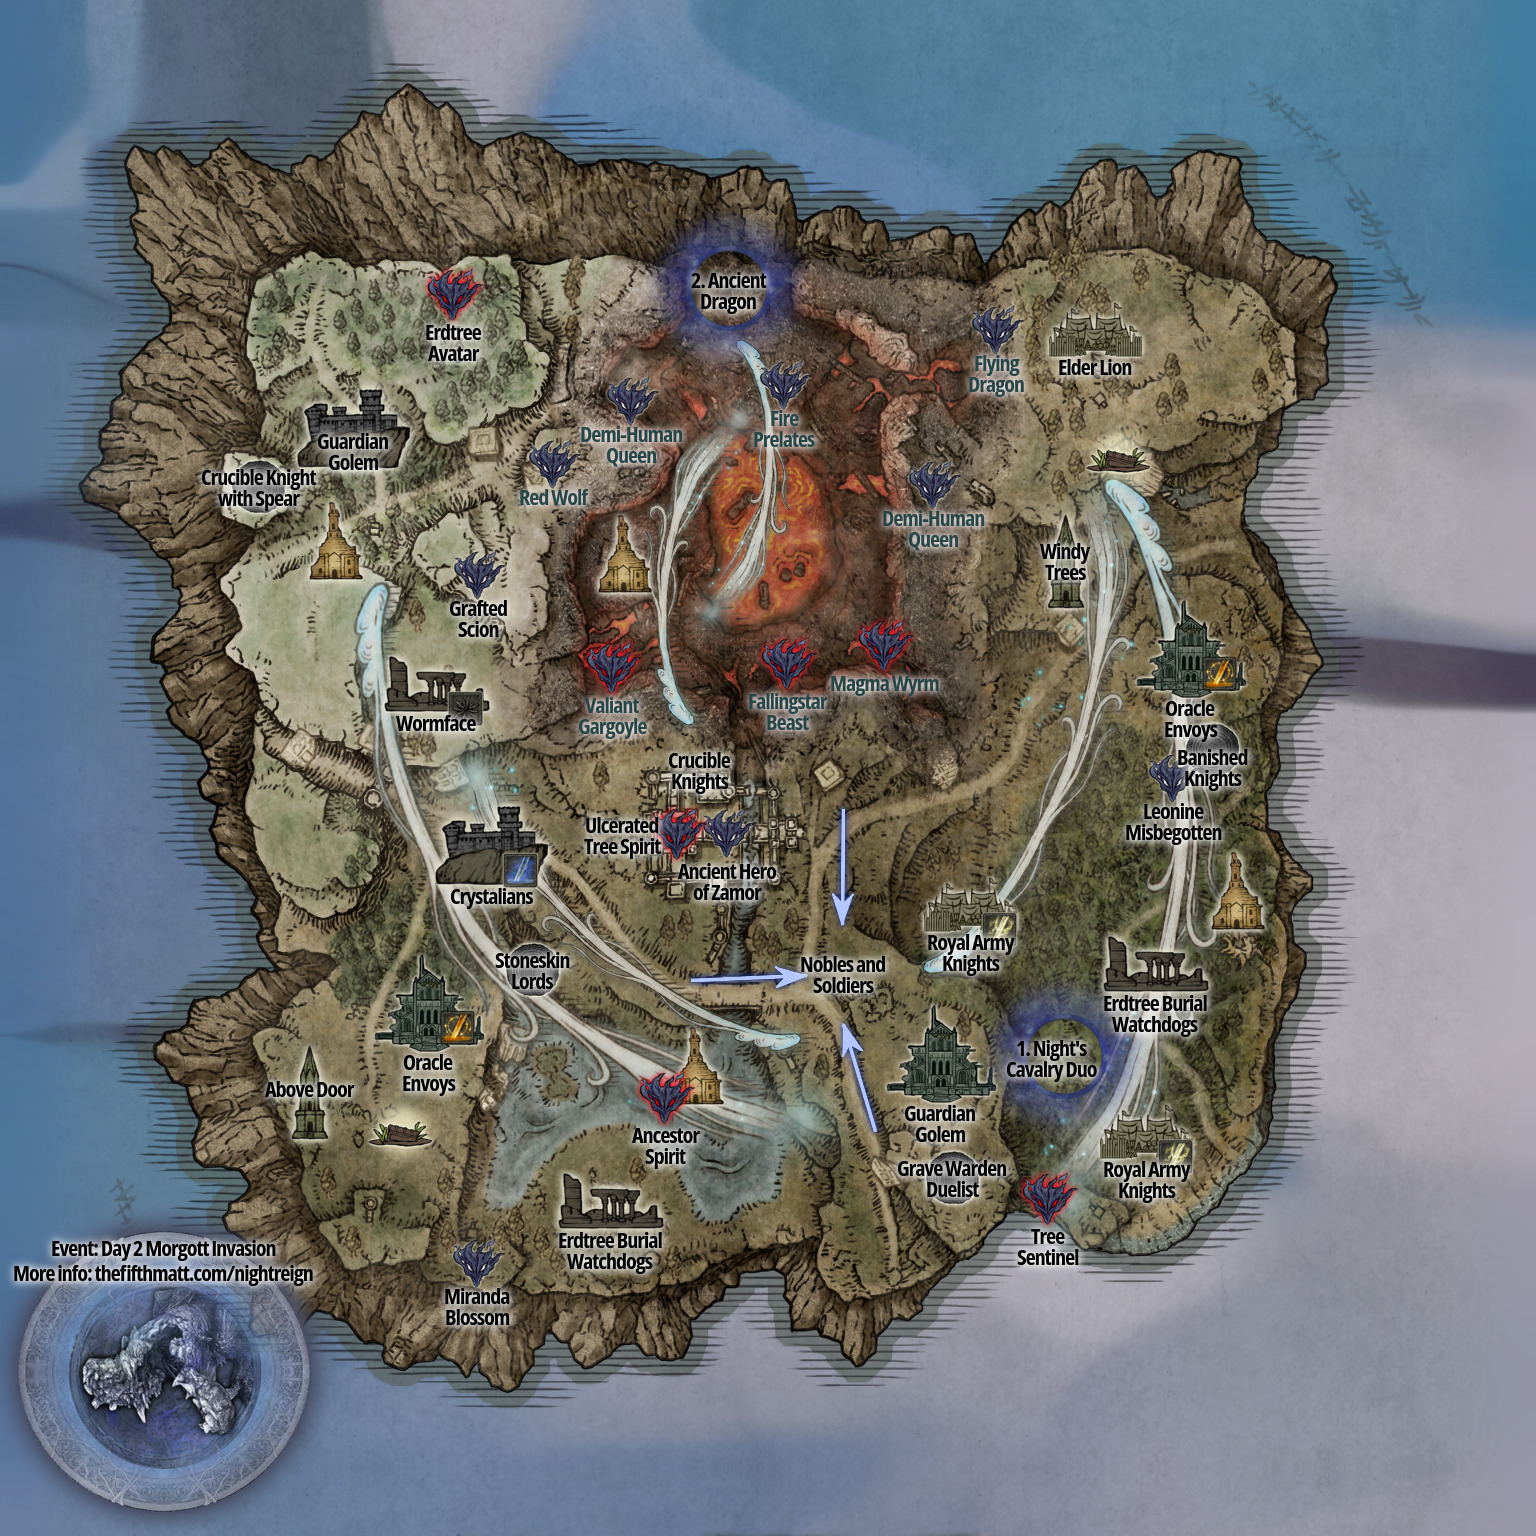 2. Ancient
Dragon
Erdtree
Avatar
Flying
Dragon
Elder Lion
Guardian
Golem
Demi-Human
Queen
Fire
Prelates
Crucible Knight
with Spear
Red Wolf
Demi-Human
Queen
Windy
Trees
Grafted
Scion
Wormface
Valiant
Gargoyle
Fallingstar
Beast
Magma Wyrm
Oracle
Envoys
Banished
Knights
Crucible
Knights
Leonine
Misbegotten
Ulcerated
Tree Spirit
Ancient Hero
of Zamor
Crystalians
Stoneskin
Lords
Nobles and
Soldiers
Royal Army
Knights
Erdtree Burial
Watchdogs
Oracle
Envoys
1. Night's
Cavalry Duo
Above Door
Guardian
Golem
Ancestor
Spirit
Grave Warden
Duelist
Royal Army
Knights
Erdtree Burial
Watchdogs
Tree
Sentinel
Event: Day 2 Morgott Invasion
More info: thefifthmatt.com/nightreign
Miranda
Blossom